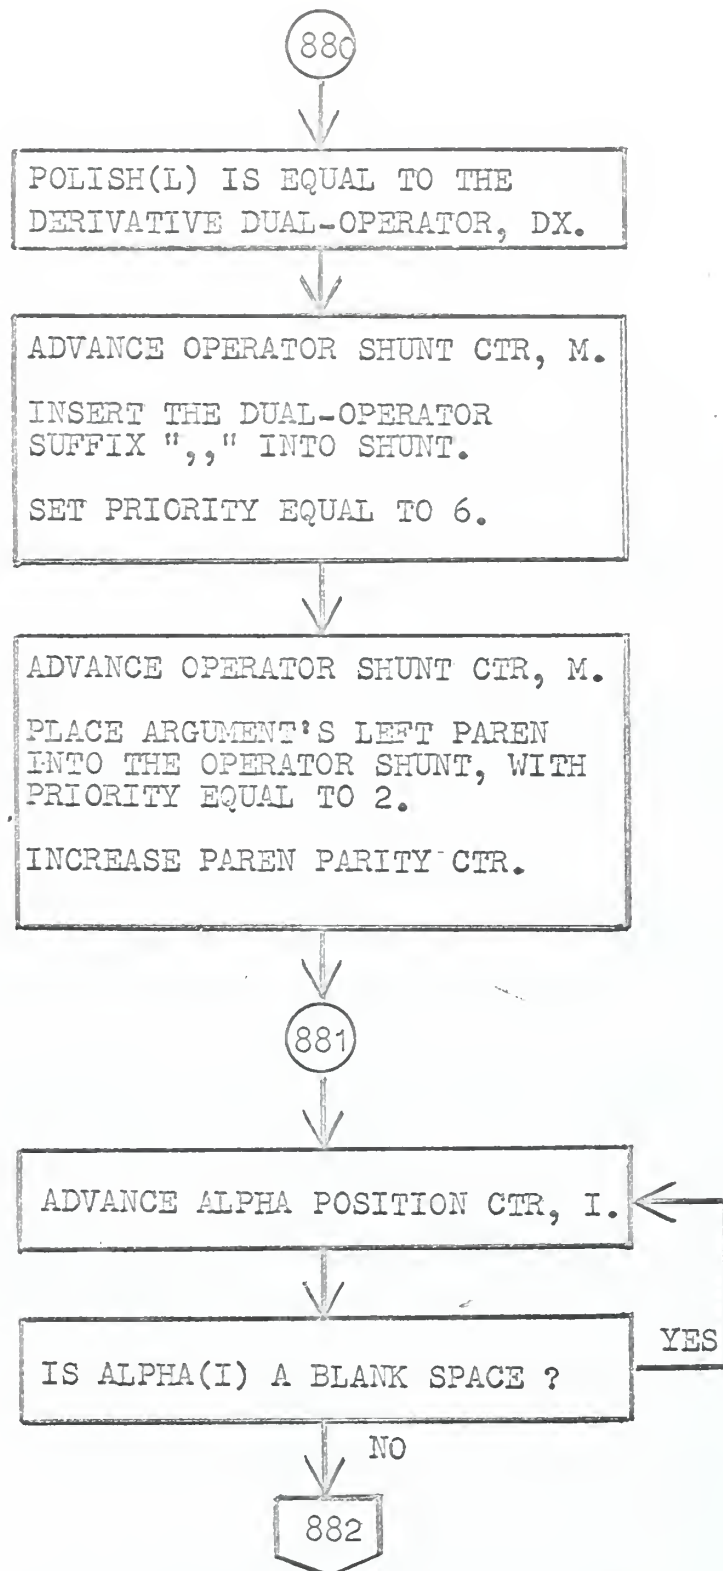 880
POLISH(L) IS EQUAL TO THE
DERIVATIVE DUAL-OPERATOR, DX.
ADVANCE OPERATOR SHUNT CTR, M.
INSERT THE DUAL-OPERATOR
SUFFIX ",," INTO SHUNT.
SET PRIORITY EQUAL TO 6.
ADVANCE OPERATOR SHUNT CTR, M.
PLACE ARGUMENT'S LEFT PAREN
INTO THE OPERATOR SHUNT, WITH
PRIORITY EQUAL TO 2.
INCREASE PAREN PARITY CTR.
881
ADVANCE ALPHA POSITION CTR, I.
IS ALPHA(I) A BLANK SPACE ?
YES
NO
882